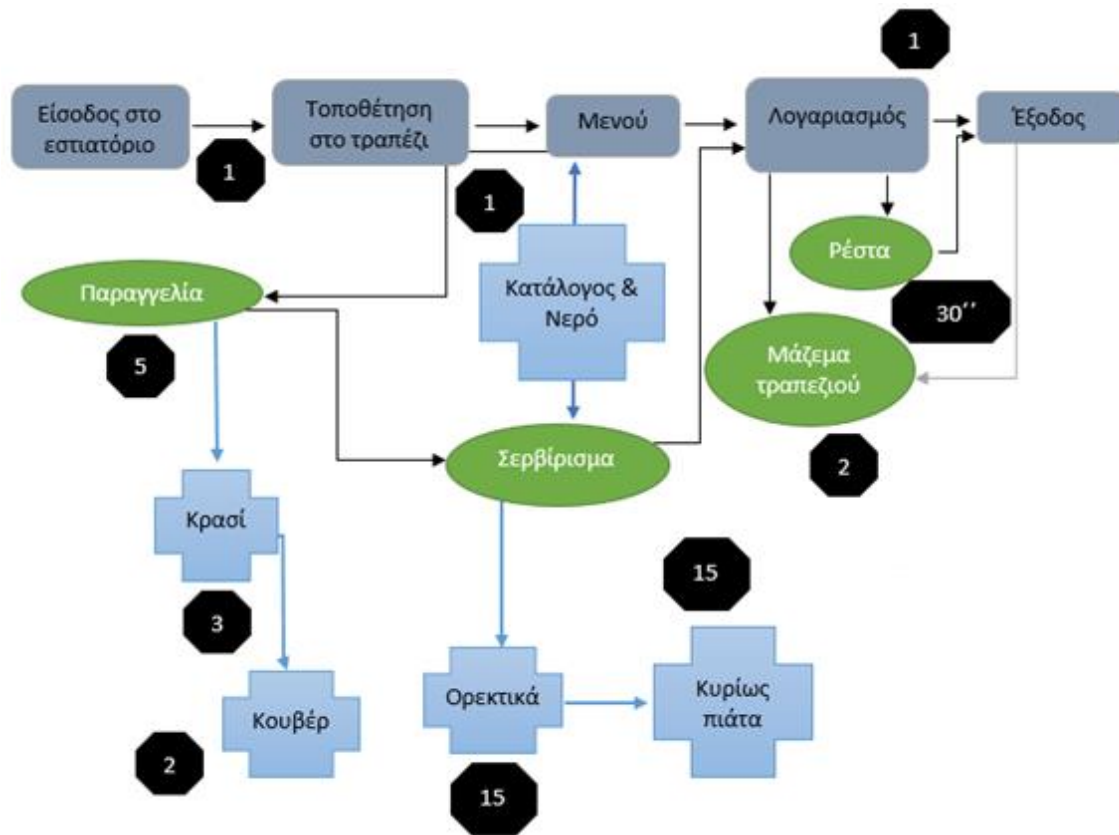 1
Είσοδος στο
εστιατόριο
Τοποθέτηση
στο τραπέζι
Μενού
Λογαριασμός
Έξοδος
1
1
Ρέστα
Παραγγελία
Κατάλογος &
Νερό
30΄΄
5
Μάζεμα
τραπεζιού
Σερβίρισμα
2
Κρασί
15
3
Ορεκτικά
Κυρίως
πιάτα
Κουβέρ
2
15